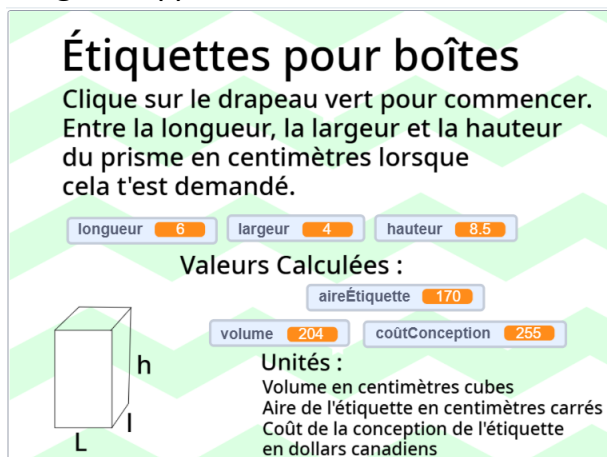 Étiquettes pour boîtes
Clique sur le drapeau vert pour commencer.
Entre la longueur, la largeur et la hauteur
du prisme en centimètres lorsque
cela t'est demandé.
longueur 6 largeur 4 hauteur 8.5
Valeurs Calculées :
aireÉtiquette 170
volume 204 coûtConception 255
h
l
L
Unités :
Volume en centimètres cubes
Aire de l'étiquette en centimètres carrés
Coût de la conception de l'étiquette
en dollars canadiens